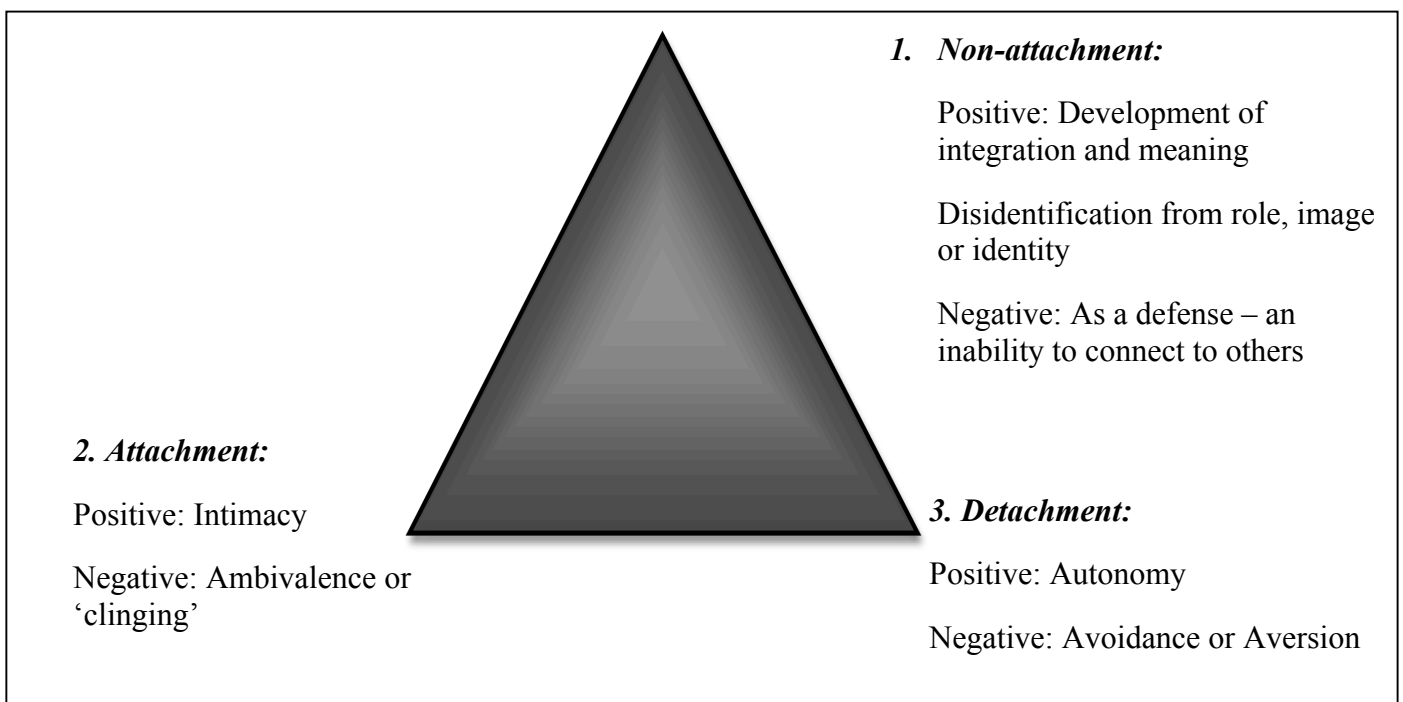 1. Non-attachment:
Positive: Development of
integration and meaning
Disidentification from role, image
or identity
Negative: As a defense – an
inability to connect to others
2. Attachment:
Positive: Intimacy
Negative: Ambivalence or
‘clinging’
3. Detachment:
Positive: Autonomy
Negative: Avoidance or Aversion